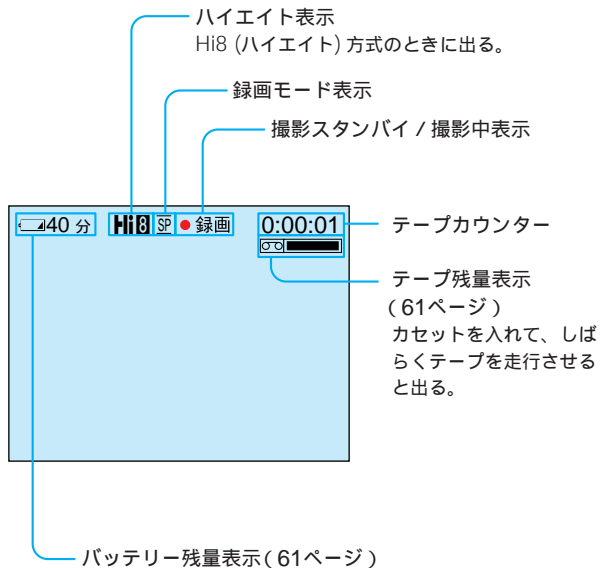 ハイエイト表示
Hi8 (ハイエイト) 方式のときに出る。
録画モード表示
撮影スタンバイ / 撮影中表示
40 分 Hi8 SP ●録画 0:00:01
テープカウンター
テープ残量表示
(61ページ)
カセットを入れて、しば
らくテープを走行させる
と出る。
バッテリー残量表示(61ページ)